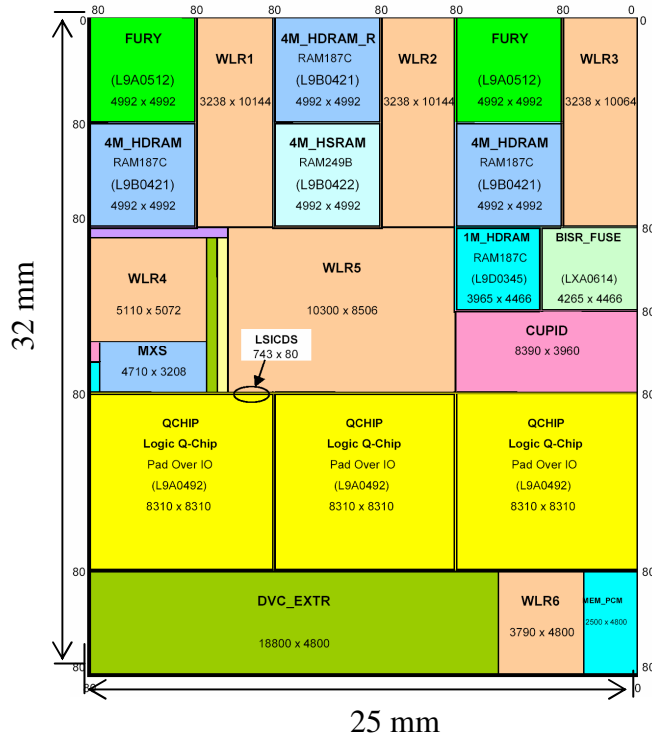 80 80 80 80 80 80
0 0
FURY
(L9A0512)
4992 x 4992
WLR1
3238 x 10144
4M_HDRAM_R
RAM187C
(L9B0421)
4992 x 4992
WLR2
3238 x 10144
FURY
(L9A0512)
4992 x 4992
WLR3
3238 x 10064
80 80
4M_HDRAM
RAM187C
(L9B0421)
4992 x 4992
4M_HSRAM
RAM249B
(L9B0422)
4992 x 4992
4M_HDRAM
RAM187C
(L9B0421)
4992 x 4992
80 80
WLR4
5110 x 5072
WLR5
10300 x 8506
1M_HDRAM
RAM187C
(L9D0345)
3965 x 4466
BISR_FUSE
(LXA0614)
4265 x 4466
80
32 mm
MXS
4710 x 3208
LSICDS
743 x 80
CUPID
8390 x 3960
80 80
QCHIP
Logic Q-Chip
Pad Over IO
(L9A0492)
8310 x 8310
QCHIP
Logic Q-Chip
Pad Over IO
(L9A0492)
8310 x 8310
QCHIP
Logic Q-Chip
Pad Over IO
(L9A0492)
8310 x 8310
80 80
DVC_EXTR
18800 x 4800
WLR6
3790 x 4800
MEM_PCM
2500 x 4800
80 80
80 0
25 mm